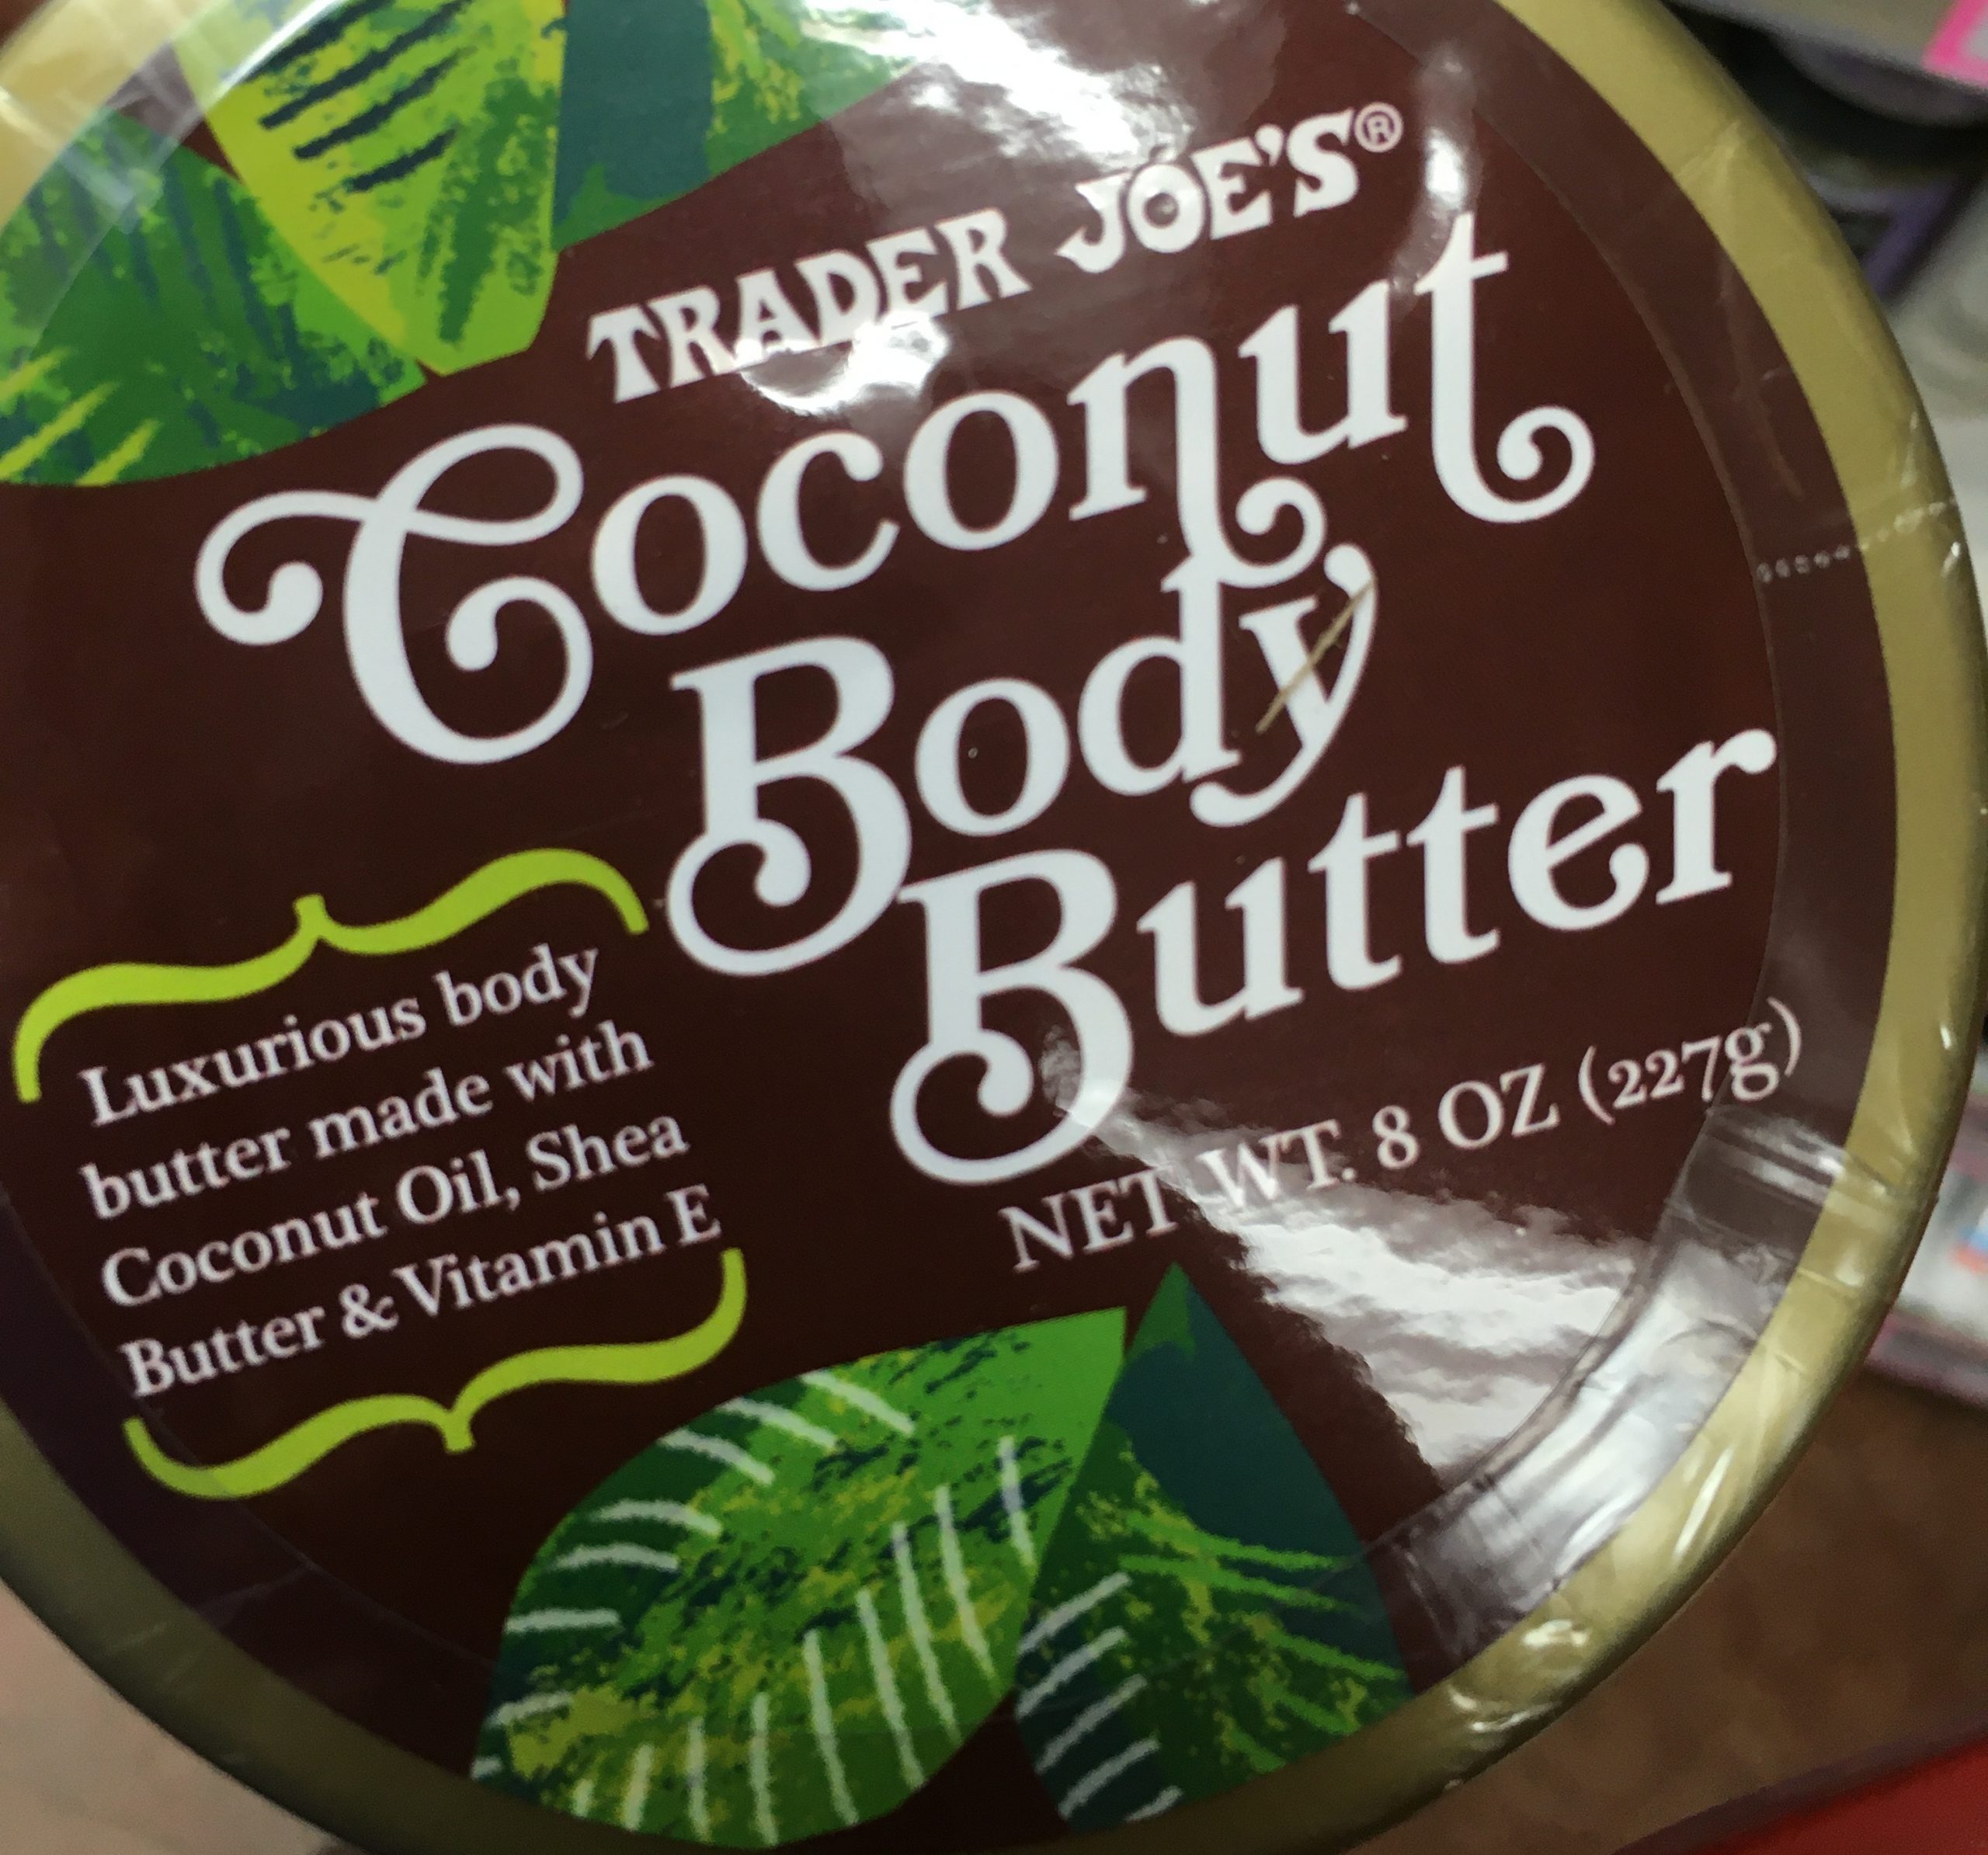 TRADER JOE'S®
Coconut
Body
Butter
Luxurious body
butter made with
Coconut Oil, Shea
Butter & Vitamin E
NET WT. 8 OZ (227g)